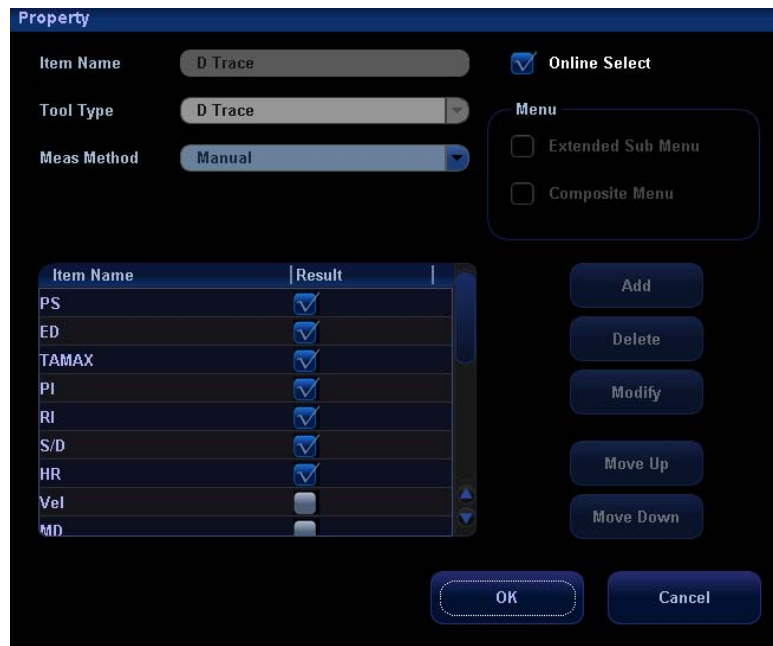 Property
Item Name D Trace Online Select
Tool Type D Trace Menu
Extended Sub Menu
Meas Method Manual
Composite Menu
Item Name Result
PS
ED
TAMAX
PI
RI
S/D
HR
Vel
MD
Add
Delete
Modify
Move Up
Move Down
OK Cancel